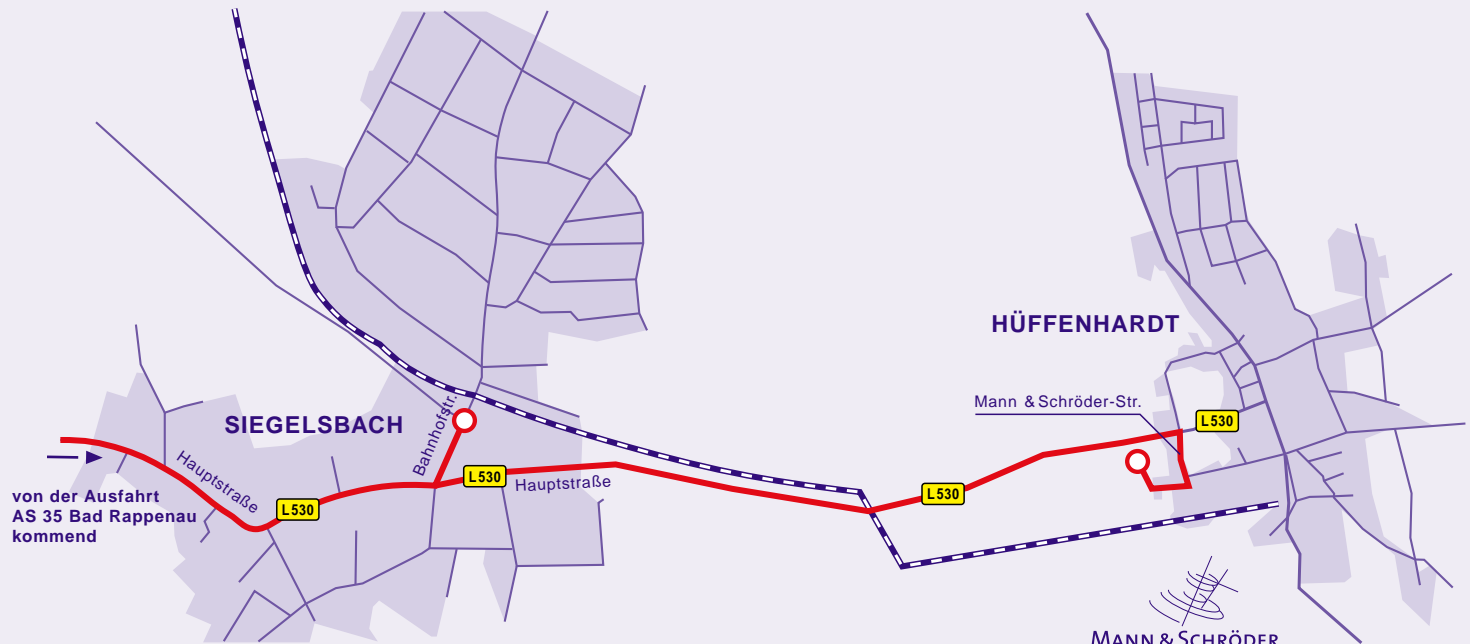 HÜFFENHARDT
Mann & Schröder-Str.
L530
SIEGELSBACH
Bahnhofstr.
Hauptstraße
L530
Hauptstraße
L530
L530
von der Ausfahrt
AS 35 Bad Rappenau
kommend
MANN & SCHRÖDER